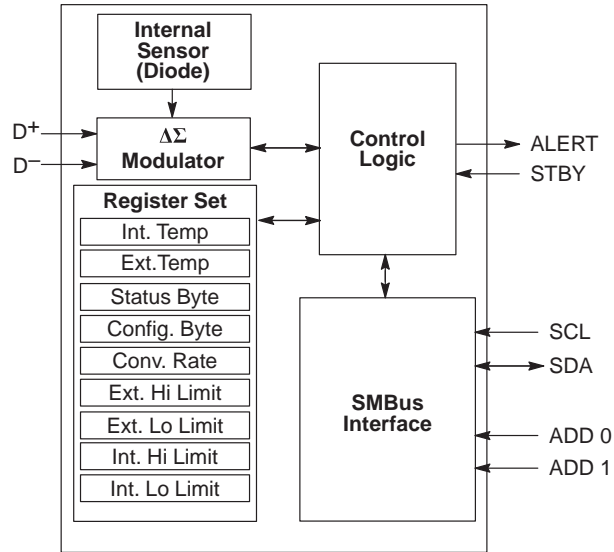 Internal
Sensor
(Diode)
D+
D−
ΔΣ
Modulator
Control
Logic
ALERT
STBY
Register Set
Int. Temp
Ext.Temp
Status Byte
Config. Byte
Conv. Rate
Ext. Hi Limit
Ext. Lo Limit
Int. Hi Limit
Int. Lo Limit
SMBus
Interface
SCL
SDA
ADD 0
ADD 1